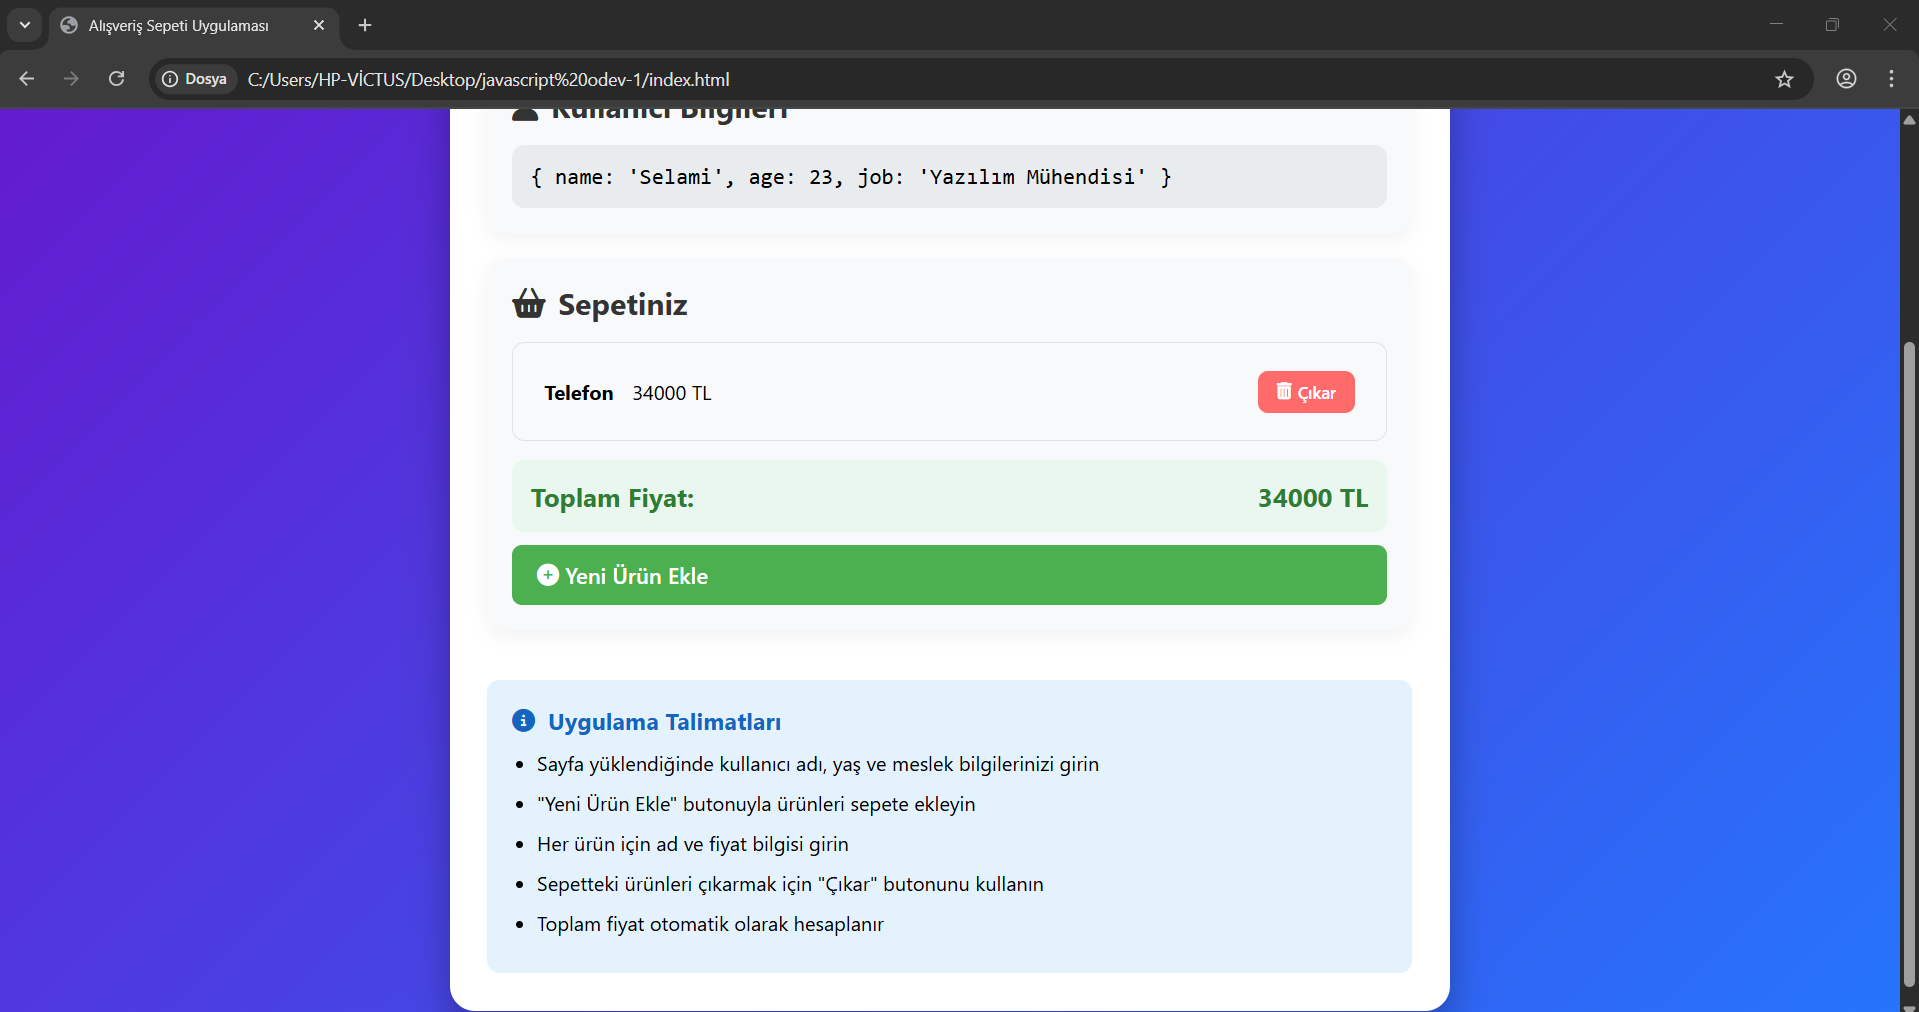 Alışveriş Sepeti Uygulaması
Dosya
C:/Users/HP-VİCTUS/Desktop/javascript%20odev-1/index.html
Kullanıcı Bilgileri
{ name: 'Selami', age: 23, job: 'Yazılım Mühendisi' }
Sepetiniz
Telefon 34000 TL
Çıkar
Toplam Fiyat: 34000 TL
Yeni Ürün Ekle
Uygulama Talimatları
Sayfa yüklendiğinde kullanıcı adı, yaş ve meslek bilgilerinizi girin
"Yeni Ürün Ekle" butonuyla ürünleri sepete ekleyin
Her ürün için ad ve fiyat bilgisi girin
Sepetteki ürünleri çıkarmak için "Çıkar" butonunu kullanın
Toplam fiyat otomatik olarak hesaplanır